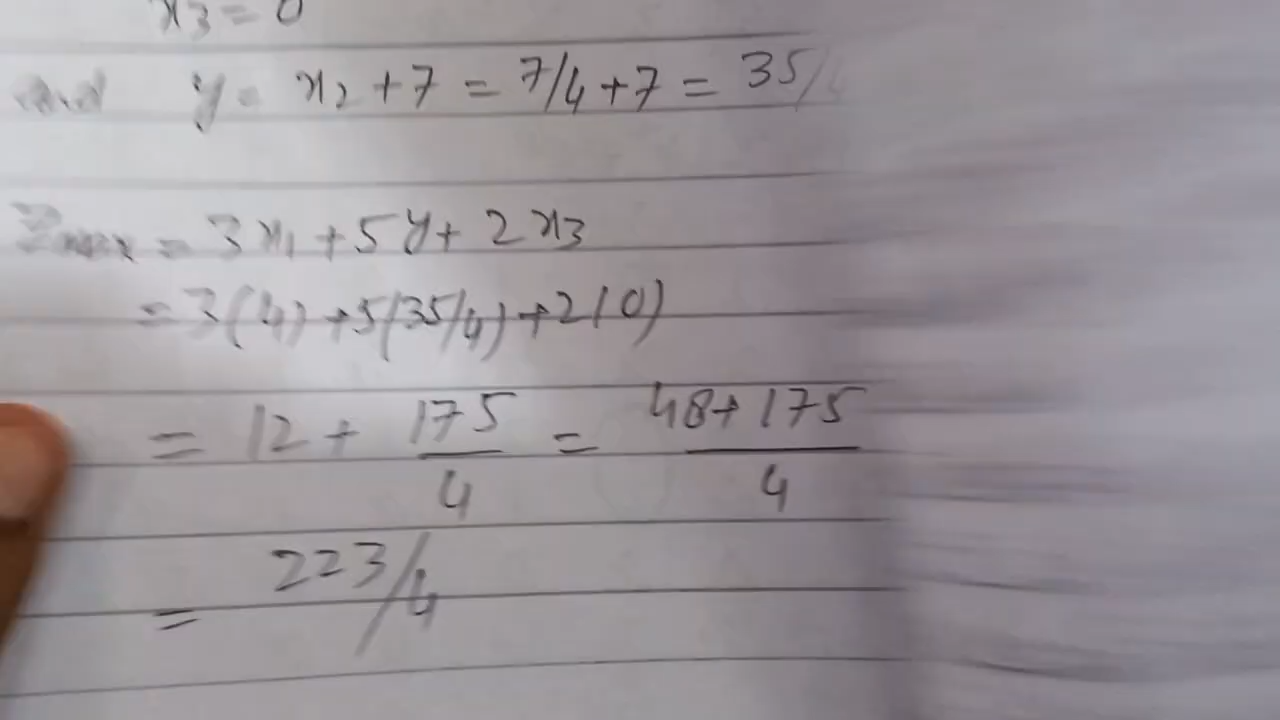 x₃ = 0
and y = x₂ + 7 = 7/4 + 7 = 35/
Zmax = 3x₁ + 5y + 2x₃
= 3(4) + 5(35/4) + 2(0)
= 12 + 175/4 = 48 + 175/4
= 223/4